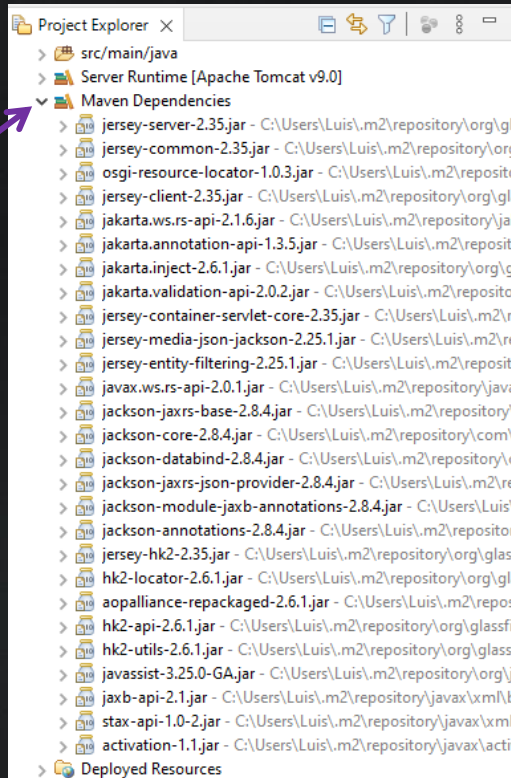 Project Explorer
src/main/java
Server Runtime [Apache Tomcat v9.0]
Maven Dependencies
jersey-server-2.35.jar - C:\Users\Luis\.m2\repository\org\gl
jersey-common-2.35.jar - C:\Users\Luis\.m2\repository\org
osgi-resource-locator-1.0.3.jar - C:\Users\Luis\.m2\reposito
jersey-client-2.35.jar - C:\Users\Luis\.m2\repository\org\gl
jakarta.ws.rs-api-2.1.6.jar - C:\Users\Luis\.m2\repository\ja
jakarta.annotation-api-1.3.5.jar - C:\Users\Luis\.m2\reposit
jakarta.inject-2.6.1.jar - C:\Users\Luis\.m2\repository\org\g
jakarta.validation-api-2.0.2.jar - C:\Users\Luis\.m2\reposito
jersey-container-servlet-core-2.35.jar - C:\Users\Luis\.m2\r
jersey-media-json-jackson-2.25.1.jar - C:\Users\Luis\.m2\re
jersey-entity-filtering-2.25.1.jar - C:\Users\Luis\.m2\reposit
javax.ws.rs-api-2.0.1.jar - C:\Users\Luis\.m2\repository\java
jackson-jaxrs-base-2.8.4.jar - C:\Users\Luis\.m2\repository\
jackson-core-2.8.4.jar - C:\Users\Luis\.m2\repository\com\
jackson-databind-2.8.4.jar - C:\Users\Luis\.m2\repository\c
jackson-jaxrs-json-provider-2.8.4.jar - C:\Users\Luis\.m2\re
jackson-module-jaxb-annotations-2.8.4.jar - C:\Users\Luis\
jackson-annotations-2.8.4.jar - C:\Users\Luis\.m2\repositor
jersey-hk2-2.35.jar - C:\Users\Luis\.m2\repository\org\glas
hk2-locator-2.6.1.jar - C:\Users\Luis\.m2\repository\org\gl
aopalliance-repackaged-2.6.1.jar - C:\Users\Luis\.m2\repos
hk2-api-2.6.1.jar - C:\Users\Luis\.m2\repository\org\glassfi
hk2-utils-2.6.1.jar - C:\Users\Luis\.m2\repository\org\glass
javassist-3.25.0-GA.jar - C:\Users\Luis\.m2\repository\org\j
jaxb-api-2.1.jar - C:\Users\Luis\.m2\repository\javax\xml\b
stax-api-1.0-2.jar - C:\Users\Luis\.m2\repository\javax\xml
activation-1.1.jar - C:\Users\Luis\.m2\repository\javax\acti
Deployed Resources